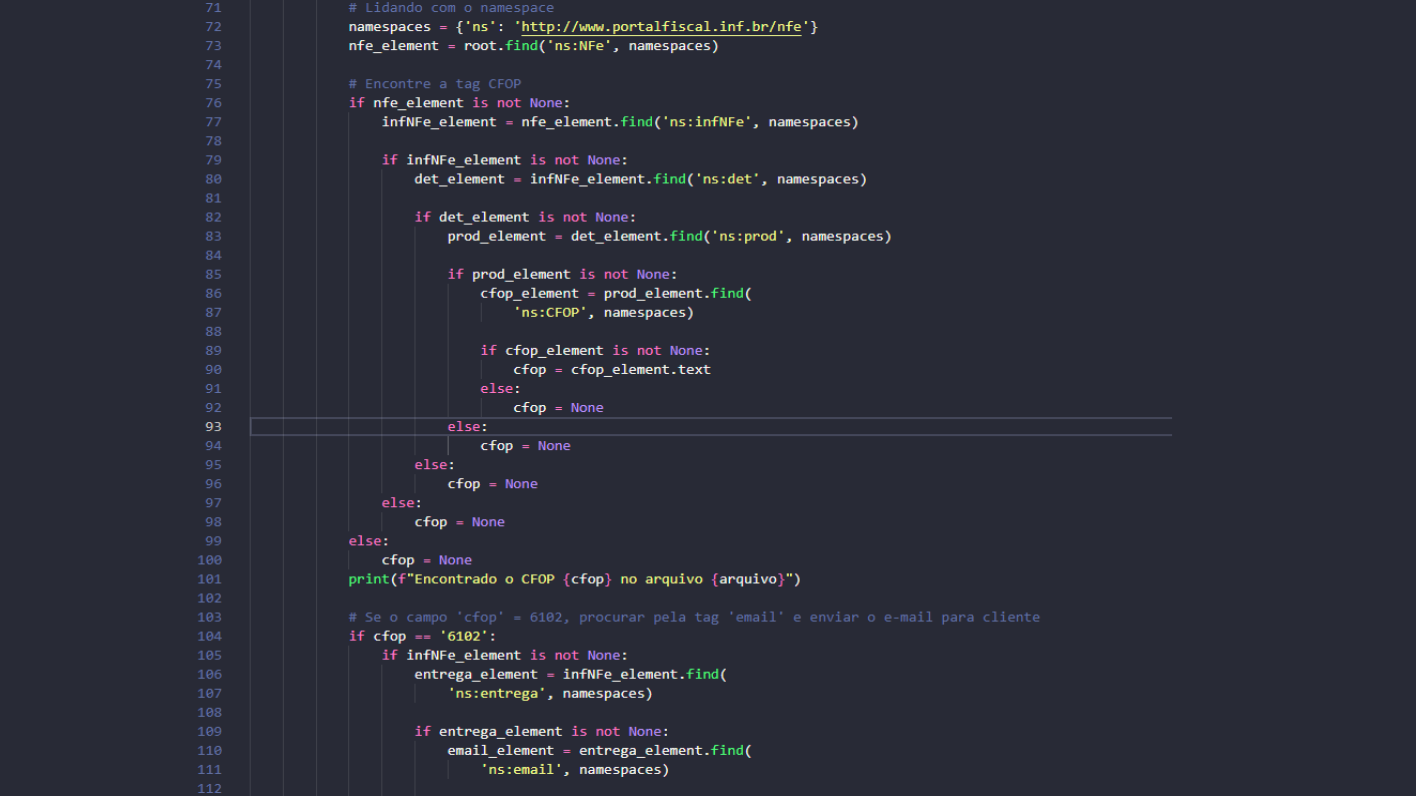 71 # Lidando com o namespace
72 namespaces = {'ns': 'http://www.portalfiscal.inf.br/nfe'}
73 nfe_element = root.find('ns:NFe', namespaces)
74
75 # Encontre a tag CFOP
76 if nfe_element is not None:
77 infNFe_element = nfe_element.find('ns:infNFe', namespaces)
78
79 if infNFe_element is not None:
80 det_element = infNFe_element.find('ns:det', namespaces)
81
82 if det_element is not None:
83 prod_element = det_element.find('ns:prod', namespaces)
84
85 if prod_element is not None:
86 cfop_element = prod_element.find(
87 'ns:CFOP', namespaces)
88
89 if cfop_element is not None:
90 cfop = cfop_element.text
91 else:
92 cfop = None
93 else:
94 cfop = None
95 else:
96 cfop = None
97 else:
98 cfop = None
99 else:
100 cfop = None
101 print(f"Encontrado o CFOP {cfop} no arquivo {arquivo}")
102
103 # Se o campo 'cfop' = 6102, procurar pela tag 'email' e enviar o e-mail para cliente
104 if cfop == '6102':
105 if infNFe_element is not None:
106 entrega_element = infNFe_element.find(
107 'ns:entrega', namespaces)
108
109 if entrega_element is not None:
110 email_element = entrega_element.find(
111 'ns:email', namespaces)
112